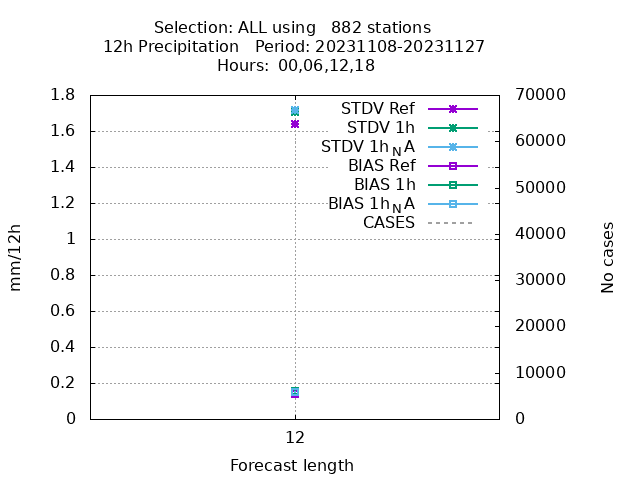 Selection: ALL using   882 stations
12h Precipitation   Period: 20231108-20231127
Hours:  00,06,12,18
1.8
1.6
1.4
1.2
1
0.8
0.6
0.4
0.2
0
70000
60000
50000
40000
30000
20000
10000
0
STDV Ref
STDV 1h
STDV 1hNA
BIAS Ref
BIAS 1h
BIAS 1hNA
CASES
mm/12h
No cases
12
Forecast length